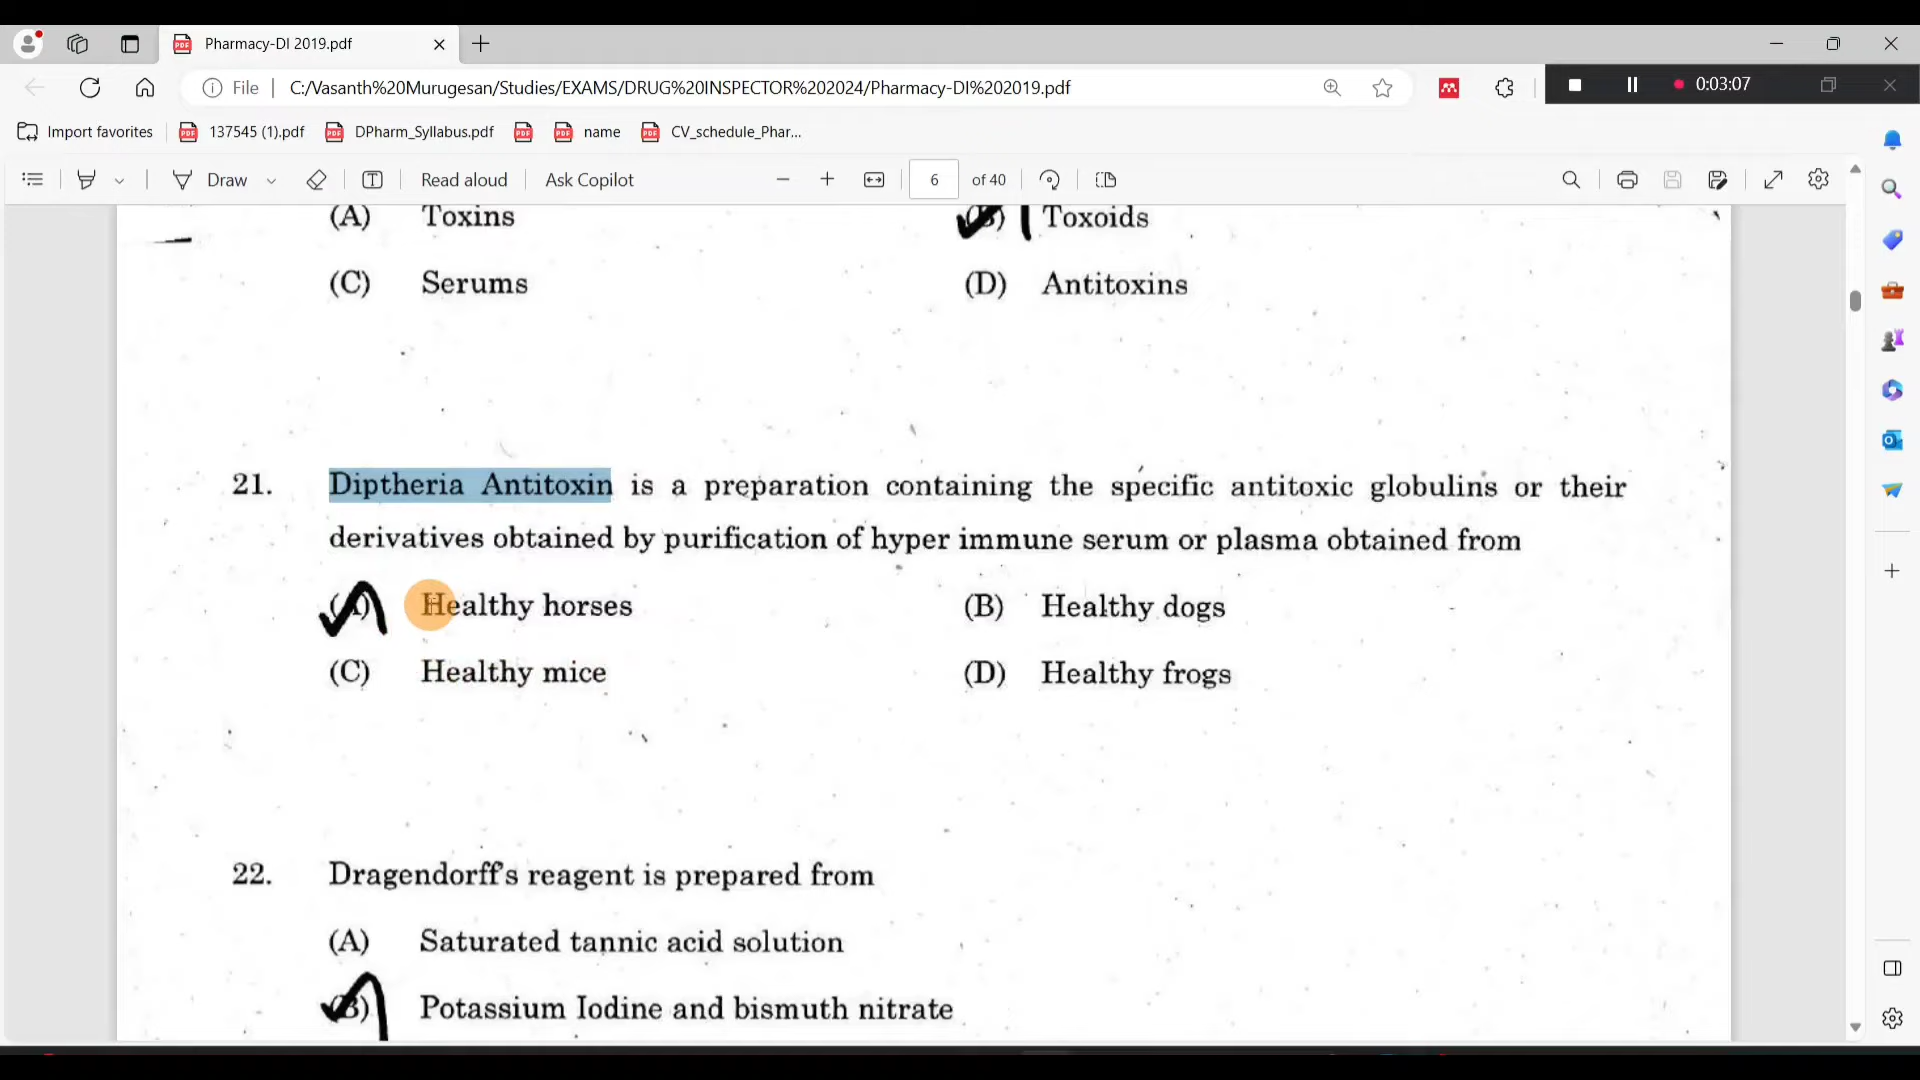 Pharmacy-DI 2019.pdf
File
C:/Vasanth%20Murugesan/Studies/EXAMS/DRUG%20INSPECTOR%202024/Pharmacy-DI%202019.pdf
0:03:07
Import favorites
137545 (1).pdf
DPharm_Syllabus.pdf
name
CV_schedule_Phar...
Draw
Read aloud
Ask Copilot
6 of 40
(A) Toxins (B) Toxoids
(C) Serums (D) Antitoxins
21. Diptheria Antitoxin is a preparation containing the specific antitoxic globulins or their
derivatives obtained by purification of hyper immune serum or plasma obtained from
(A) Healthy horses (B) Healthy dogs
(C) Healthy mice (D) Healthy frogs
22. Dragendorff's reagent is prepared from
(A) Saturated tannic acid solution
(B) Potassium Iodine and bismuth nitrate